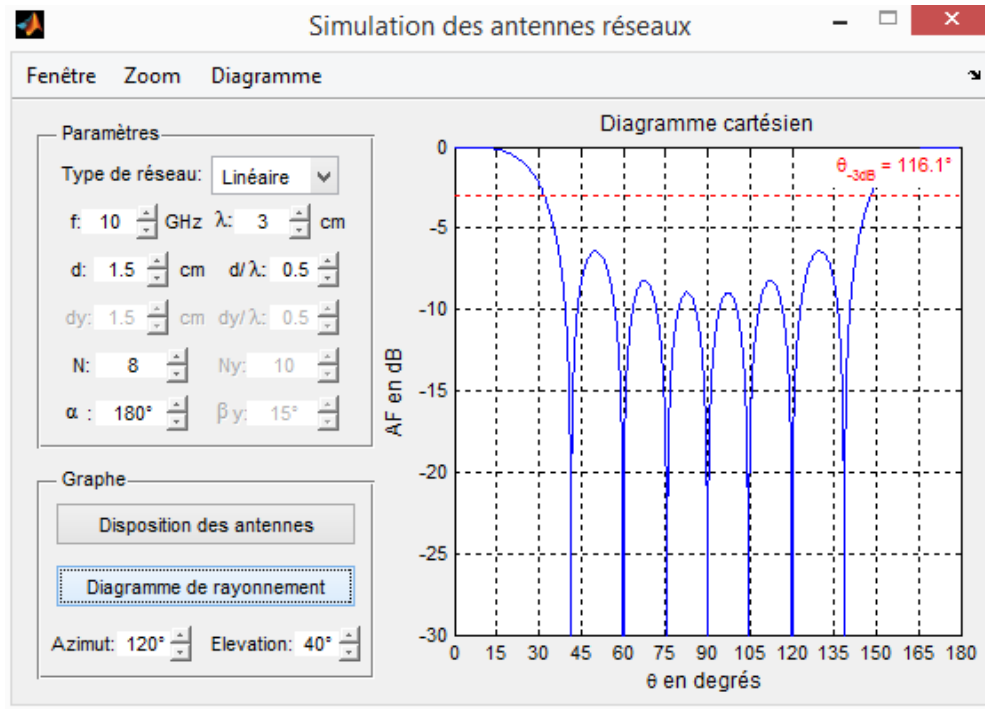 Simulation des antennes réseaux
Fenêtre Zoom Diagramme
Paramètres
Type de réseau: Linéaire
f: 10 GHz λ: 3 cm
d: 1.5 cm d/λ: 0.5
dy: 1.5 cm dy/λ: 0.5
N: 8 Ny: 10
α : 180° βy: 15°
Graphe
Disposition des antennes
Diagramme de rayonnement
Azimut: 120° Elevation: 40°
Diagramme cartésien
θ-3dB = 116.1°
AF en dB
0
-5
-10
-15
-20
-25
-30
0 15 30 45 60 75 90 105 120 135 150 165 180
θ en degrés